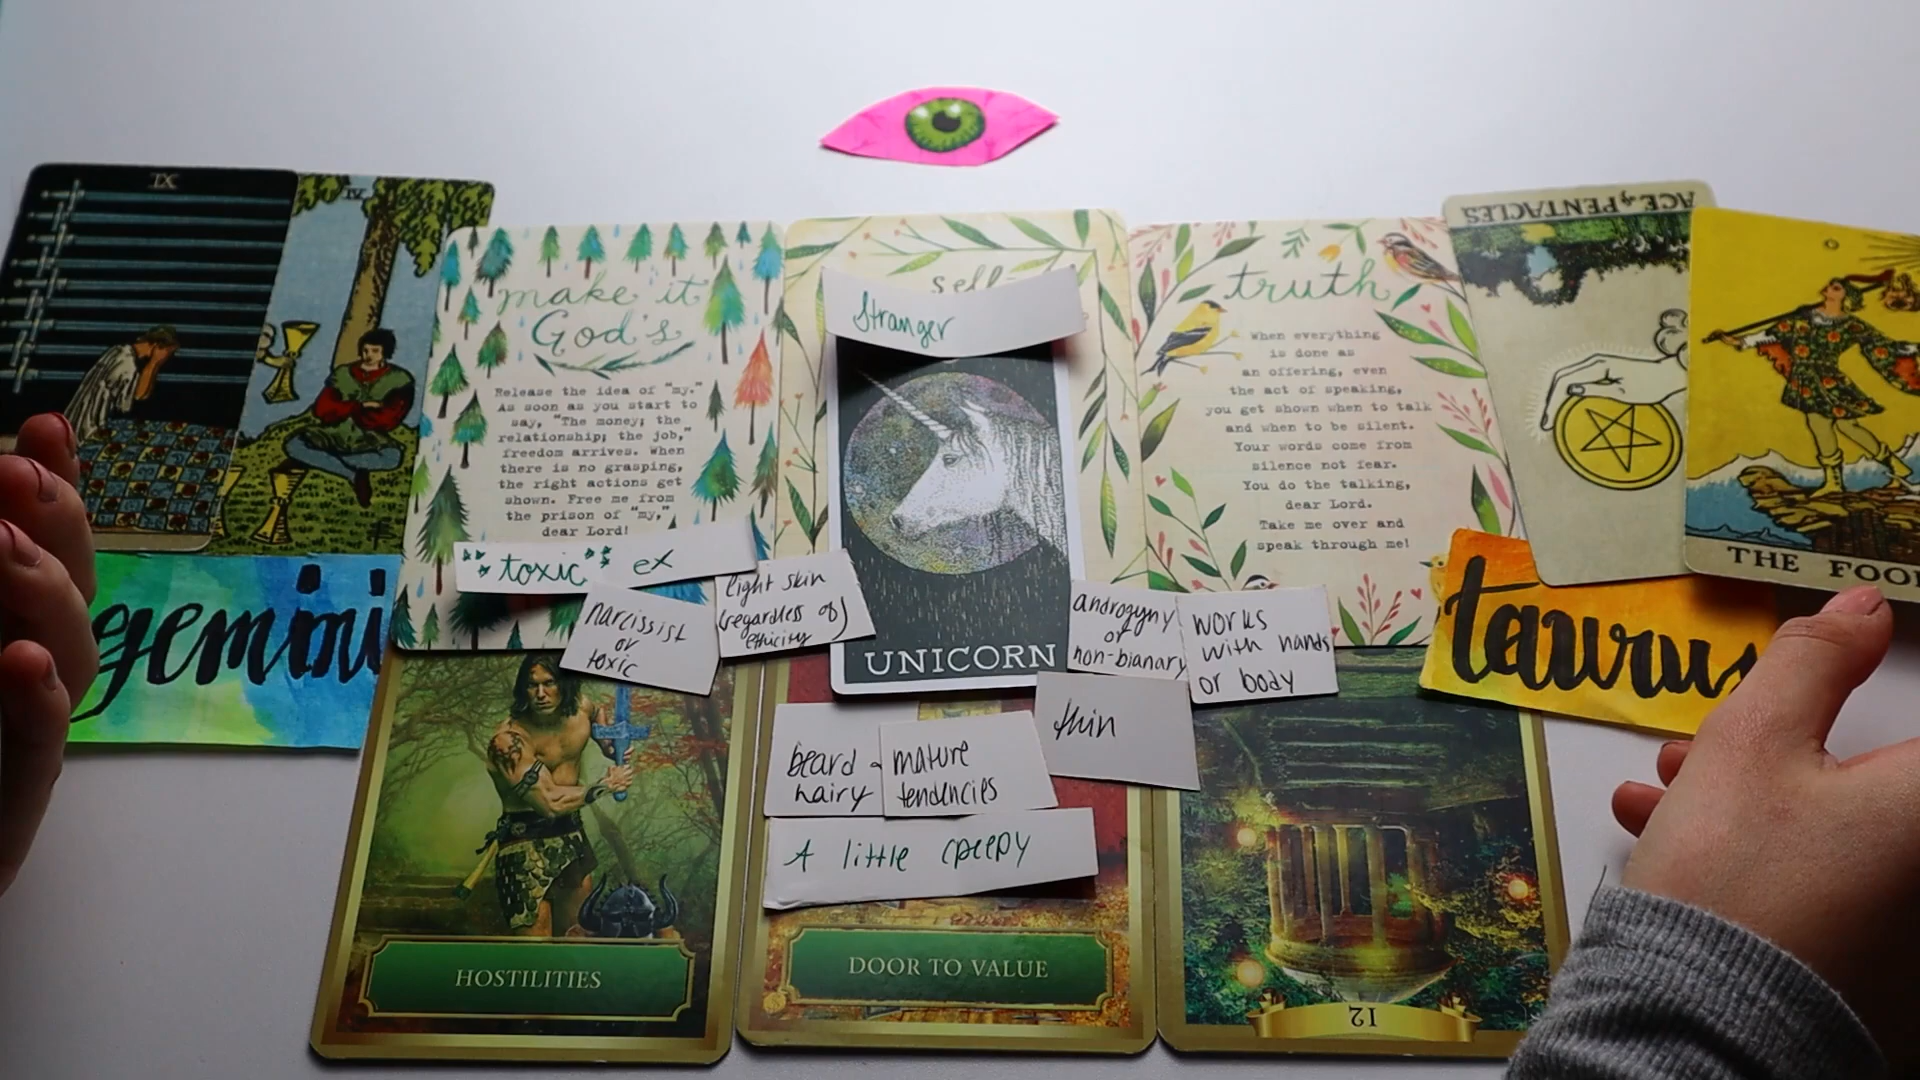 IX
IV
make it
God's
Release the idea of "my."
As soon as you start to
say, "The money; the
relationship; the job,"
freedom arrives. When
there is no grasping,
the right actions get
shown. Free me from
the prison of "my,"
dear Lord!
self-
Stranger
UNICORN
truth
When everything
is done as
an offering, even
the act of speaking,
you get shown when to talk
and when to be silent.
Your words come from
silence not fear.
You do the talking,
dear Lord.
Take me over and
speak through me!
ACE of PENTACLES
THE FOOL
gemini
taurus
"toxic" ex
narcissist
or
toxic
light skin
(regardless of)
ethicity
androgyny
or
non-bianary
works
with hands
or body
thin
beard
hairy
mature
tendencies
A little creepy
HOSTILITIES
DOOR TO VALUE
12